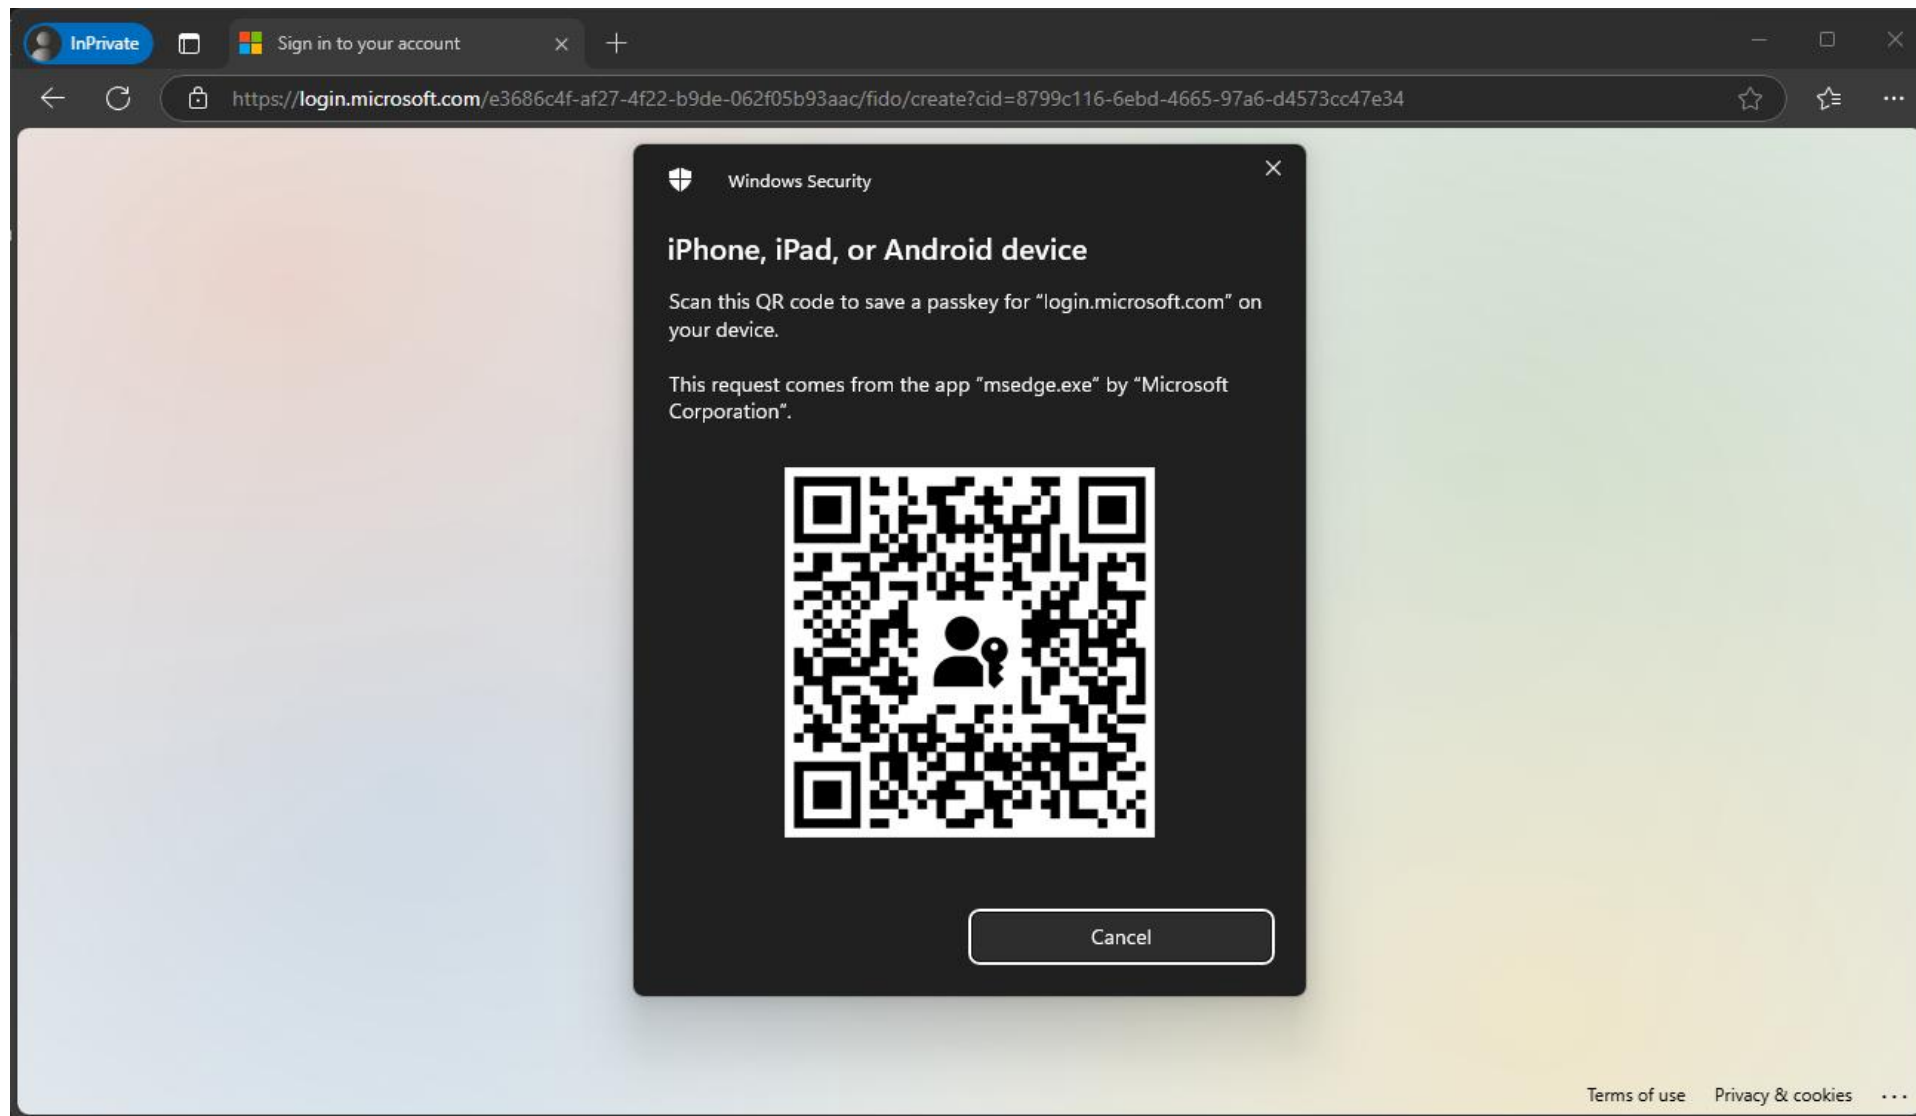 InPrivate
Sign in to your account
https://login.microsoft.com/e3686c4f-af27-4f22-b9de-062f05b93aac/fido/create?cid=8799c116-6ebd-4665-97a6-d4573cc47e34
Windows Security
iPhone, iPad, or Android device
Scan this QR code to save a passkey for “login.microsoft.com” on
your device.
This request comes from the app “msedge.exe” by “Microsoft
Corporation”.
Cancel
Terms of use Privacy & cookies ...